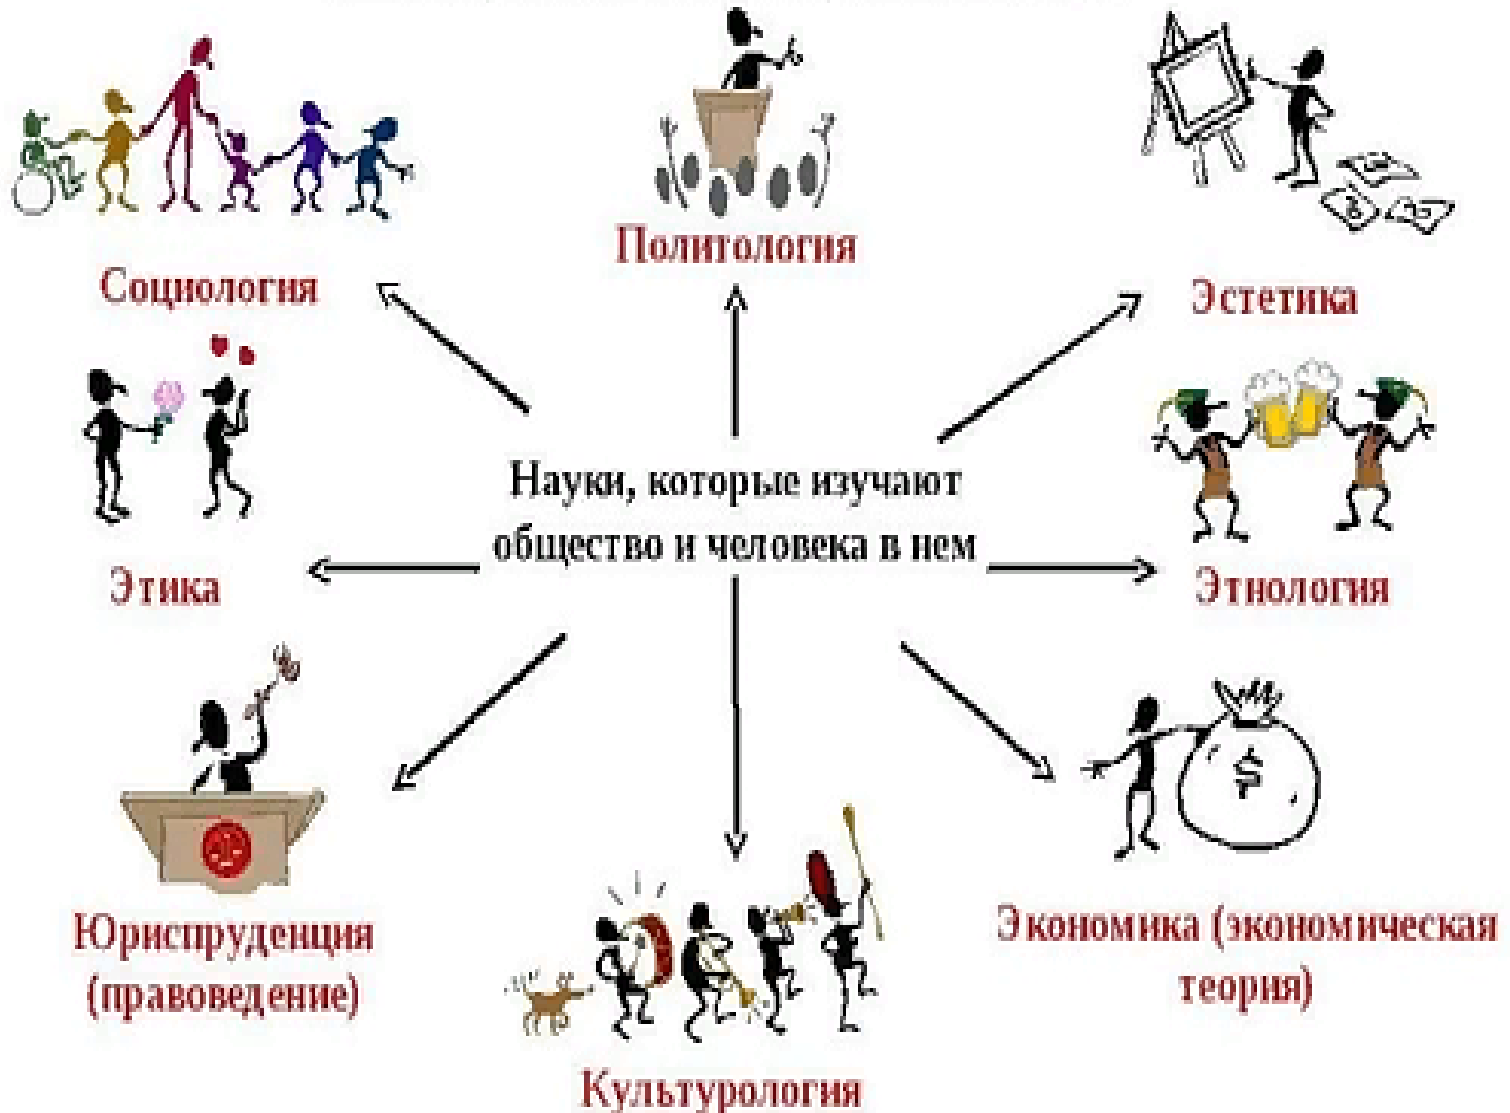 Политология
Социология
Эстетика
Науки, которые изучают
общество и человека в нем
Этика
Этнология
$
Юриспруденция
(правоведение)
Экономика (экономическая
теория)
Культурология